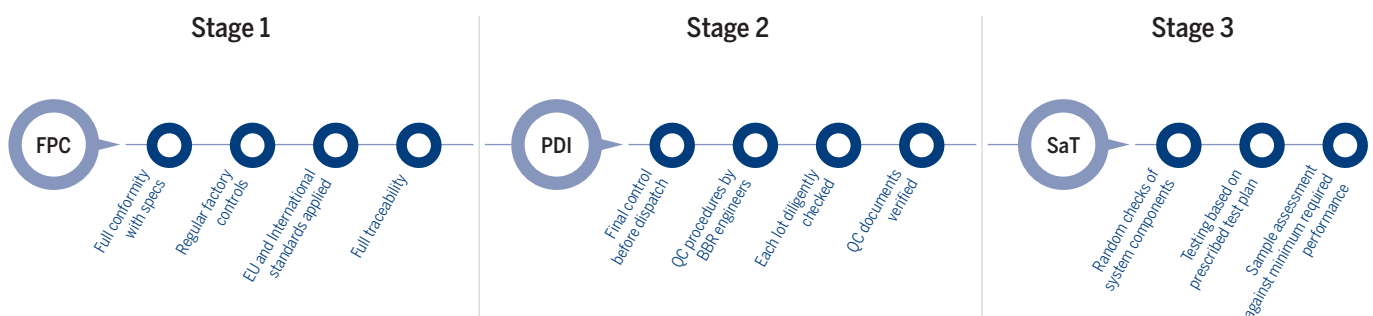 Stage 1
FPC
Full conformity
with specs
Regular factory
controls
EU and International
standards applied
Full traceability
Stage 2
PDI
Final control
before dispatch
QC procedures by
BBR engineers
Each lot diligently
checked
QC documents
verified
Stage 3
SaT
Random checks of
system components
Testing based on
prescribed test plan
Sample assessment
against minimum required
performance